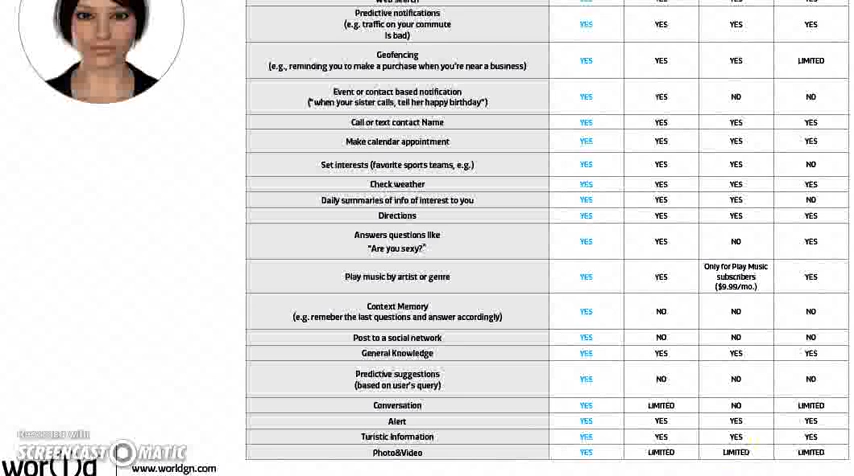 Predictive notifications
(e.g. traffic on your commute
is bad)
YES YES YES YES
Geofencing
(e.g., reminding you to make a purchase when you're near a business)
YES YES YES LIMITED
Event or contact based notification
("when your sister calls, tell her happy birthday")
YES YES NO NO
Call or text contact Name YES YES YES YES
Make calendar appointment YES YES YES YES
Set interests (favorite sports teams, e.g.) YES YES YES NO
Check weather YES YES YES YES
Daily summaries of info of interest to you YES YES YES NO
Directions YES YES YES YES
Answers questions like
"Are you sexy?"
YES YES NO YES
Play music by artist or genre YES YES
Only for Play Music
subscribers
($9.99/mo.)
YES
Context Memory
(e.g. remeber the last questions and answer accordingly)
YES NO NO NO
Post to a social network YES NO NO NO
General Knowledge YES YES YES YES
Predictive suggestions
(based on user's query)
YES NO NO NO
Conversation YES LIMITED NO LIMITED
Alert YES YES YES YES
Turistic information YES YES YES YES
Photo&Video YES LIMITED LIMITED YES
Recorded with
SCREENCAST MATIC
www.worldgn.com